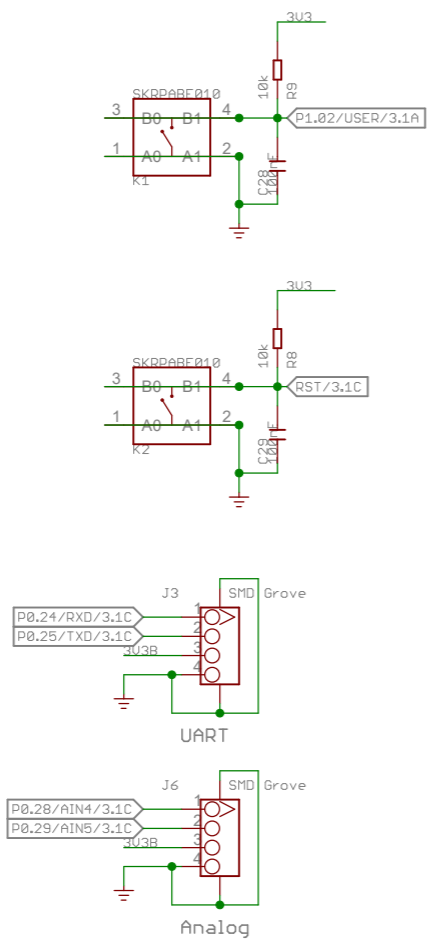 3V3
SKRPABE010
10k
R9
3
B0
B1
4
P1.02/USER/3.1A
1
A0
A1
2
K1
C28
100nF
3V3
SKRPABE010
10k
R8
3
B0
B1
4
RST/3.1C
1
A0
A1
2
K2
C29
100nF
J3
SMD Grove
P0.24/RXD/3.1C
1
P0.25/TXD/3.1C
2
3V3B
3
4
UART
J6
SMD Grove
P0.28/AIN4/3.1C
1
P0.29/AIN5/3.1C
2
3V3B
3
4
Analog